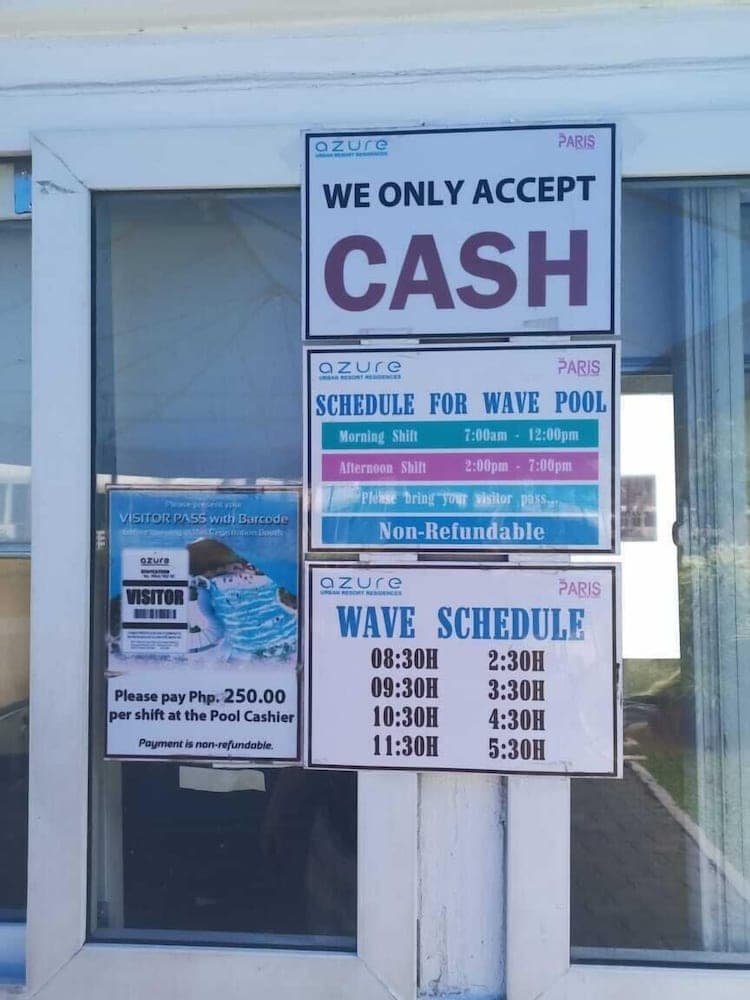 azure
URBAN RESORT RESIDENCES
PARIS
WE ONLY ACCEPT
CASH
azure
URBAN RESORT RESIDENCES
PARIS
SCHEDULE FOR WAVE POOL
Morning Shift 7:00am - 12:00pm
Afternoon Shift 2:00pm - 7:00pm
Please bring your visitor pass...
Non-Refundable
azure
URBAN RESORT RESIDENCES
PARIS
WAVE SCHEDULE
08:30H 2:30H
09:30H 3:30H
10:30H 4:30H
11:30H 5:30H
Please present your
VISITOR PASS with Barcode
Registration Booth
azure
VISITOR
Please pay Php. 250.00
per shift at the Pool Cashier
Payment is non-refundable.